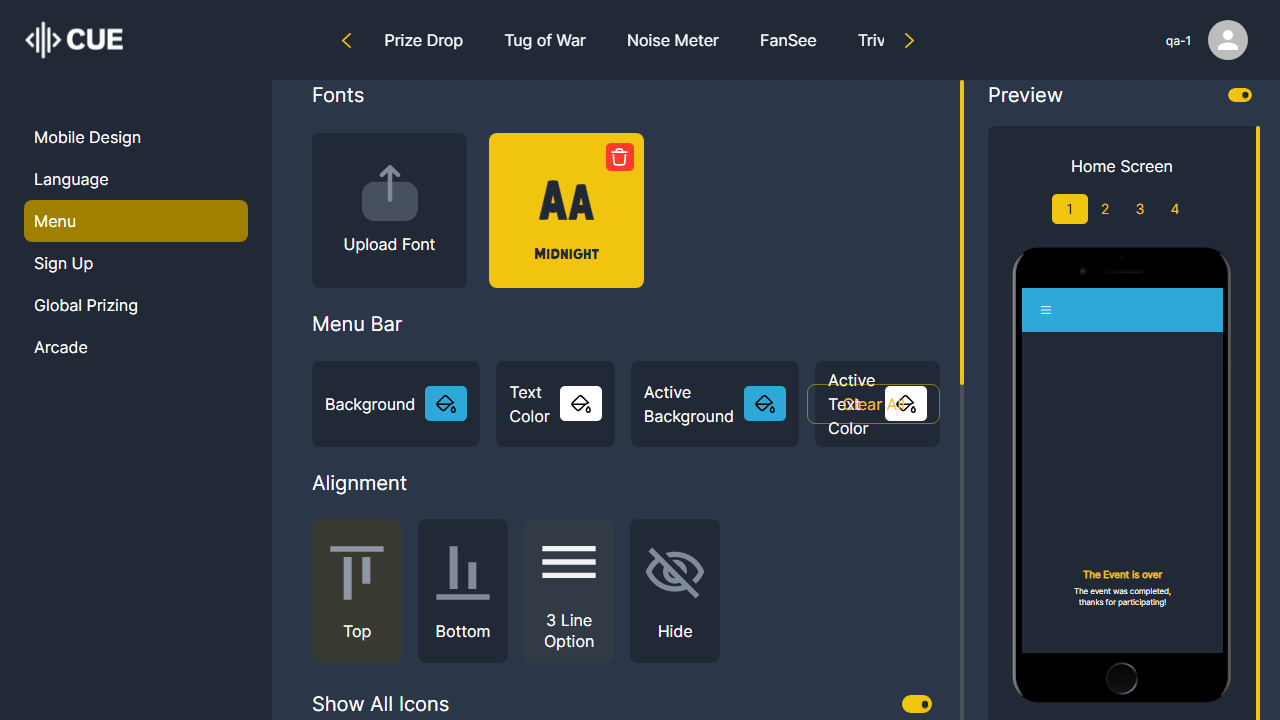 CUE
Prize Drop
Tug of War
Noise Meter
FanSee
Triv
qa-1
Mobile Design
Language
Menu
Sign Up
Global Prizing
Arcade
Fonts
Upload Font
AA
MIDNIGHT
Menu Bar
Background
Text
Color
Active
Background
Active
Text
Color
Clear All
Alignment
Top
Bottom
3 Line
Option
Hide
Show All Icons
Preview
Home Screen
1 2 3 4
The Event is over
The event was completed,
thanks for participating!